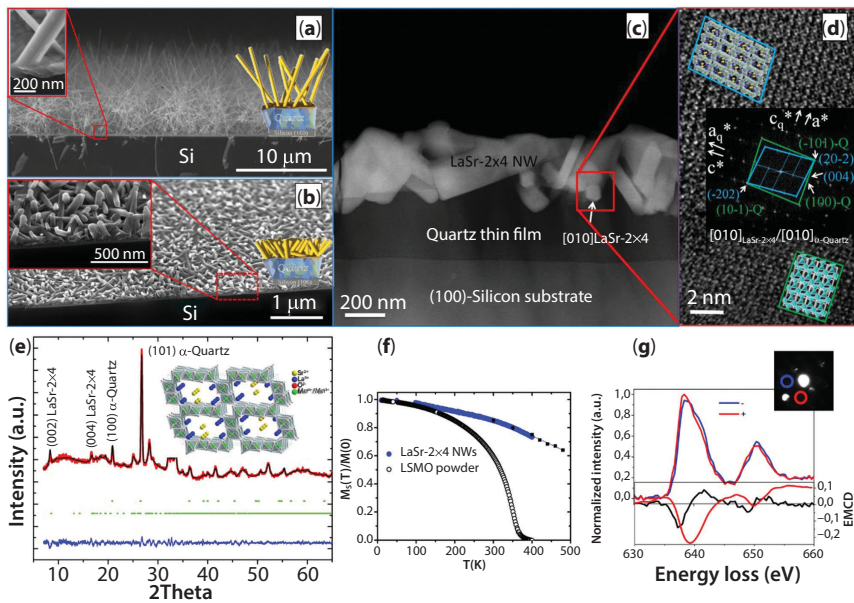 (a)
200 nm
Quartz
Si
10 μm
(b)
500 nm
Quartz
1 μm
Si
(c)
LaSr-2x4 NW
[010]LaSr-2×4
Quartz thin film
(100)-Silicon substrate
200 nm
(d)
c_q* a*
a_q*
c*
(-101)-Q
(20-2)
(004)
(-202)
(10-1)-Q
(100)-Q
[010]LaSr-2×4/[010]α-Quartz
2 nm
(e)
(101) α-Quartz
(002) LaSr-2×4
(004) LaSr-2×4
(100) α-Quartz
Sr²⁺
La³⁺
O²⁻
Intensity (a.u.)
10 20 30 40 50 60
2Theta
(f)
M_S(T)/M(0)
1.0
0.8
0.6
0.4
0.2
0.0
LaSr-2×4 NWs
LSMO powder
0 100 200 300 400 500
T(K)
(g)
Normalized intensity (a.u.)
1,0
0,8
0,6
0,4
0,2
0,0
-
+
0,1
0,0
-0,1
-0,2
EMCD
630 640 650 660
Energy loss (eV)